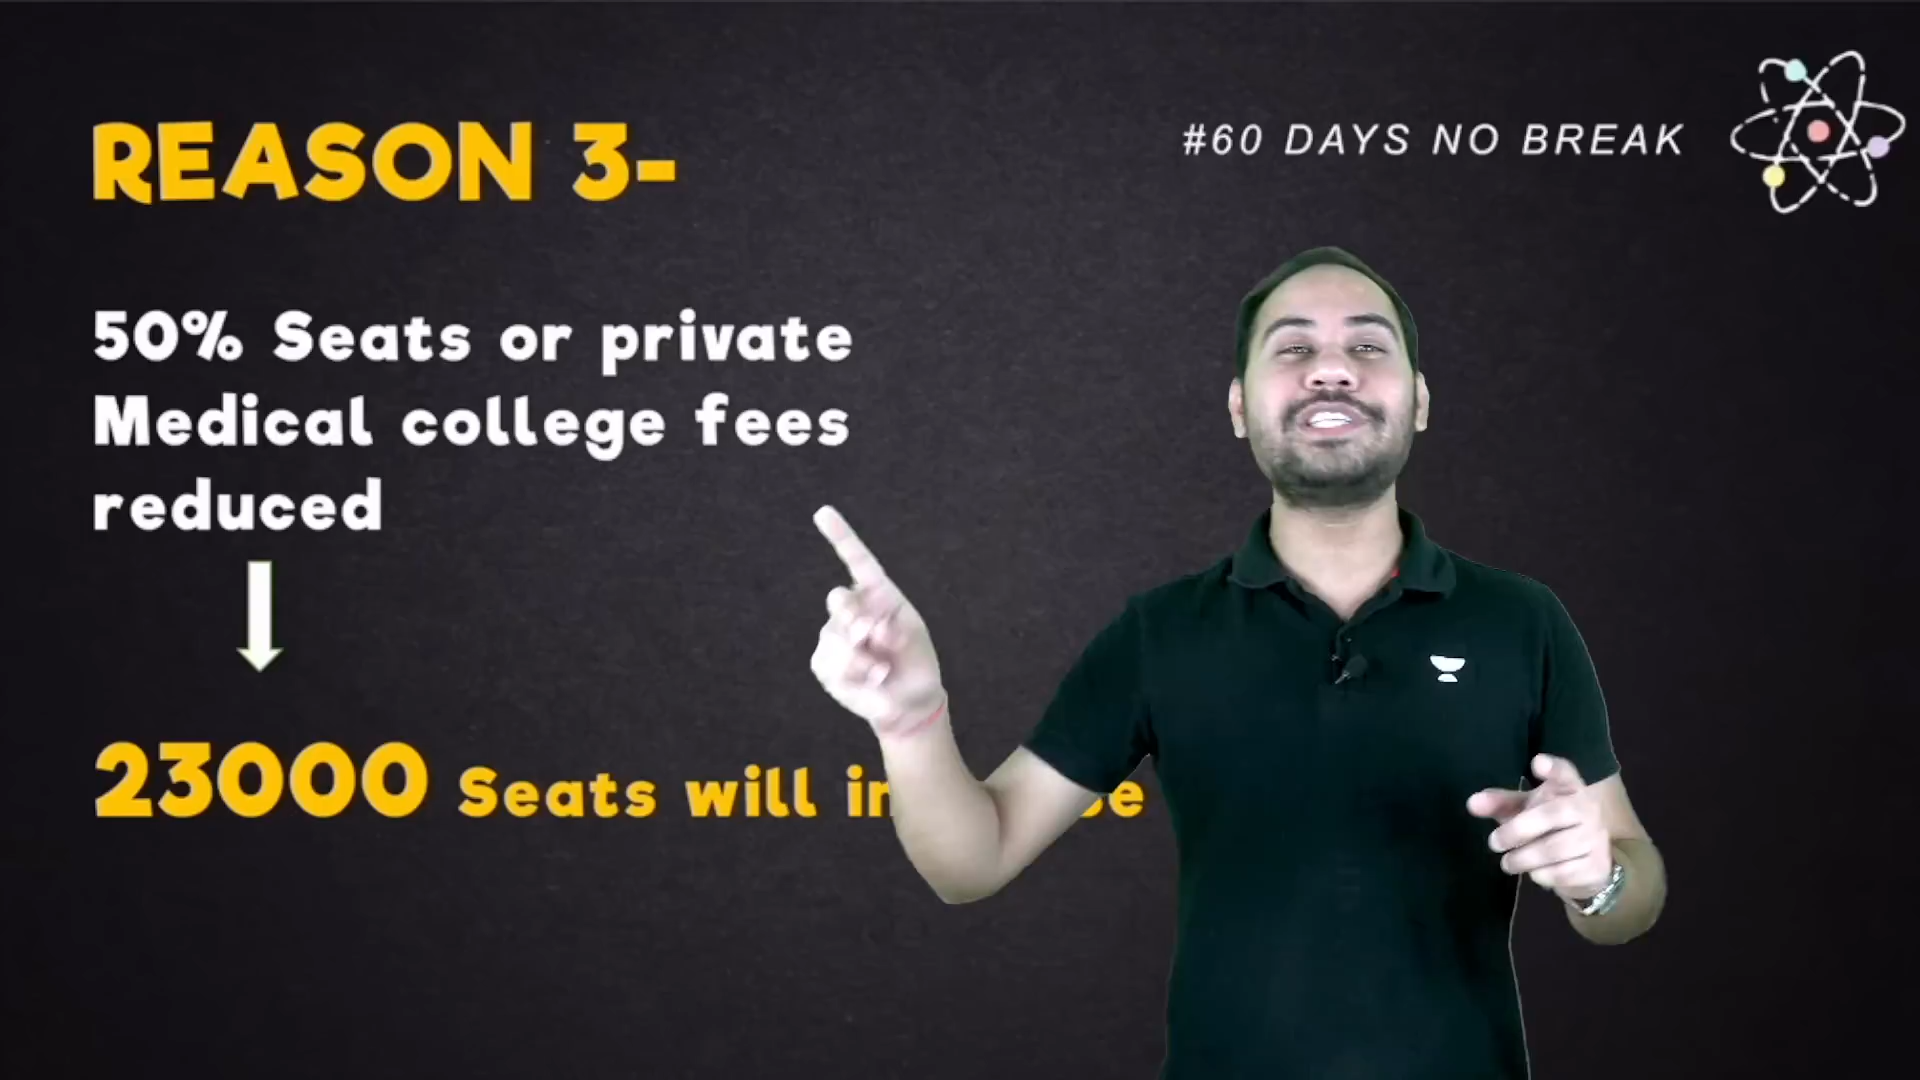 REASON 3-
#60 DAYS NO BREAK
50% Seats or private
Medical college fees
reduced
23000 Seats will